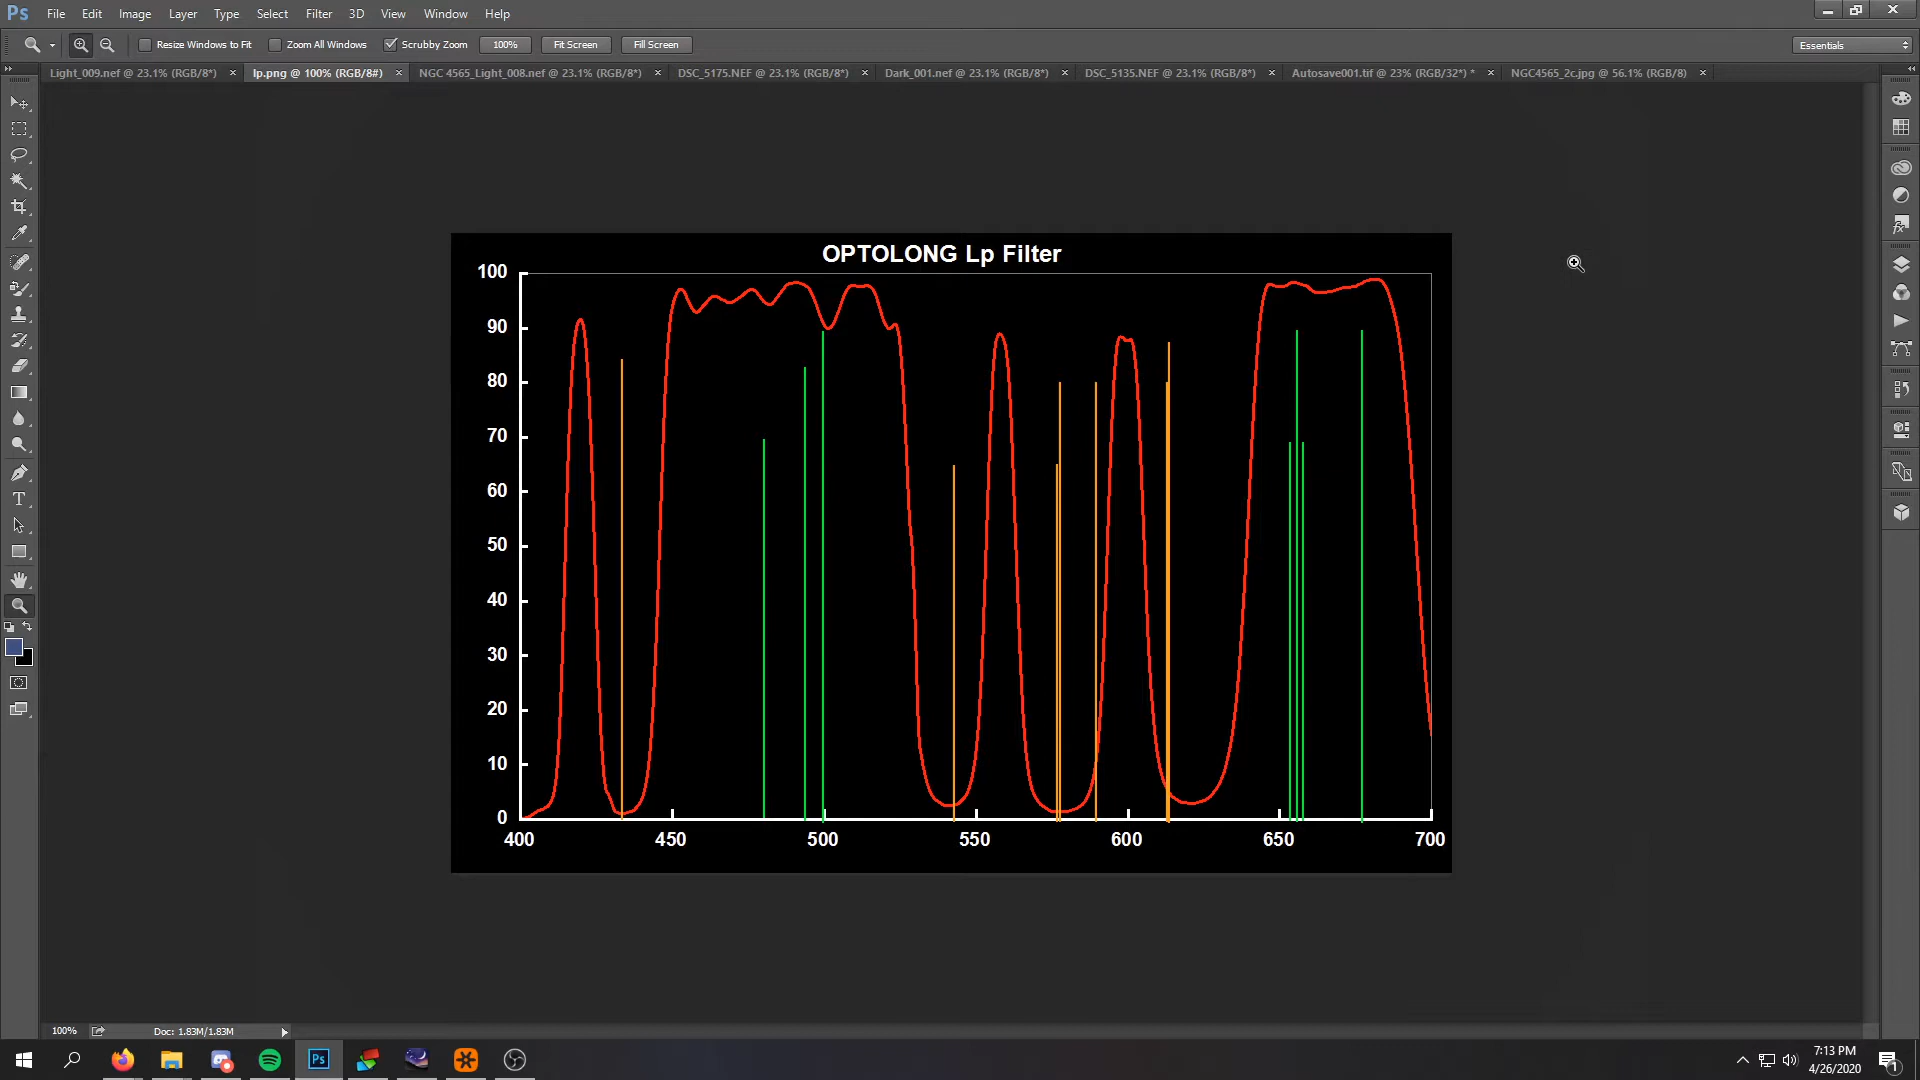 Ps File Edit Image Layer Type Select Filter 3D View Window Help
Resize Windows to Fit Zoom All Windows Scrubby Zoom 100% Fit Screen Fill Screen Essentials
Light_009.nef @ 23.1% (RGB/8*) × lp.png @ 100% (RGB/8#) × NGC 4565_Light_008.nef @ 23.1% (RGB/8*) × DSC_5175.NEF @ 23.1% (RGB/8*) × Dark_001.nef @ 23.1% (RGB/8*) × DSC_5135.NEF @ 23.1% (RGB/8*) × Autosave001.tif @ 23% (RGB/32*) * × NGC4565_2c.jpg @ 56.1% (RGB/8) ×
OPTOLONG Lp Filter
100
90
80
70
60
50
40
30
20
10
0
400 450 500 550 600 650 700
100% Doc: 1.83M/1.83M
Ps
7:13 PM
4/26/2020
1